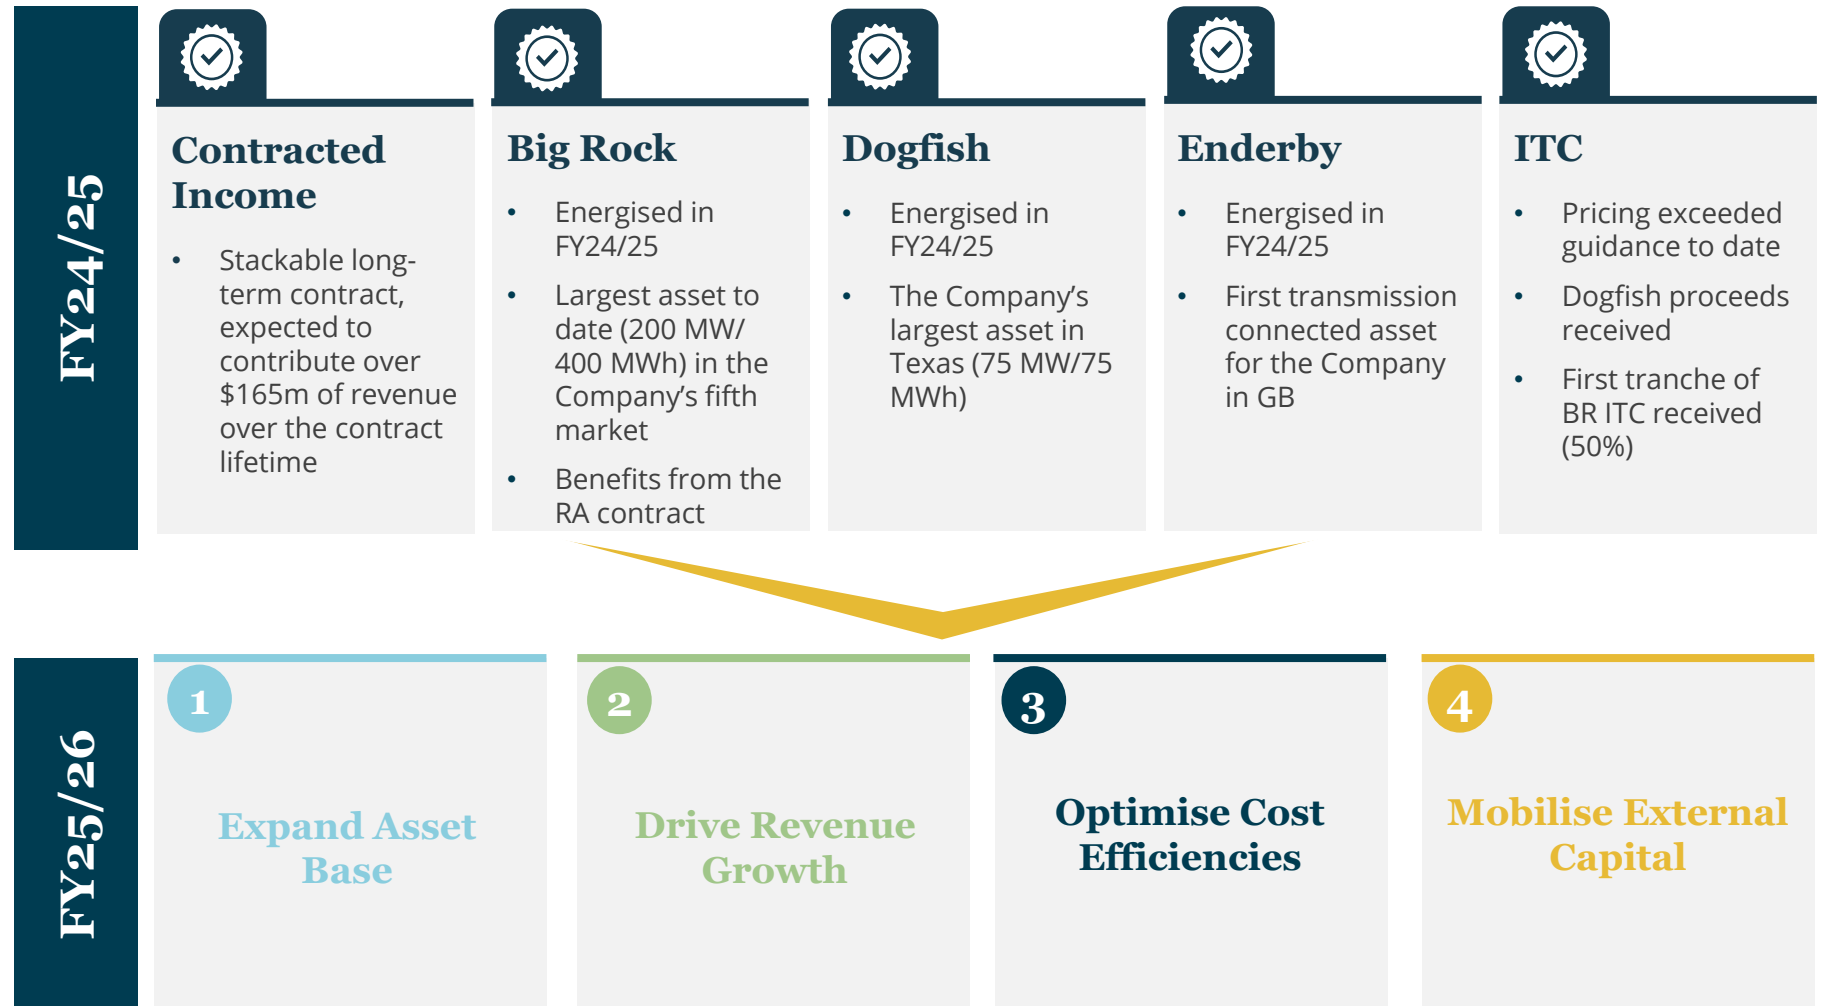 FY24/25
Contracted
Income
• Stackable long-
term contract,
expected to
contribute over
$165m of revenue
over the contract
lifetime
Big Rock
• Energised in
FY24/25
• Largest asset to
date (200 MW/
400 MWh) in the
Company’s fifth
market
• Benefits from the
RA contract
Dogfish
• Energised in
FY24/25
• The Company’s
largest asset in
Texas (75 MW/75
MWh)
Enderby
• Energised in
FY24/25
• First transmission
connected asset
for the Company
in GB
ITC
• Pricing exceeded
guidance to date
• Dogfish proceeds
received
• First tranche of
BR ITC received
(50%)
FY25/26
1
Expand Asset
Base
2
Drive Revenue
Growth
3
Optimise Cost
Efficiencies
4
Mobilise External
Capital